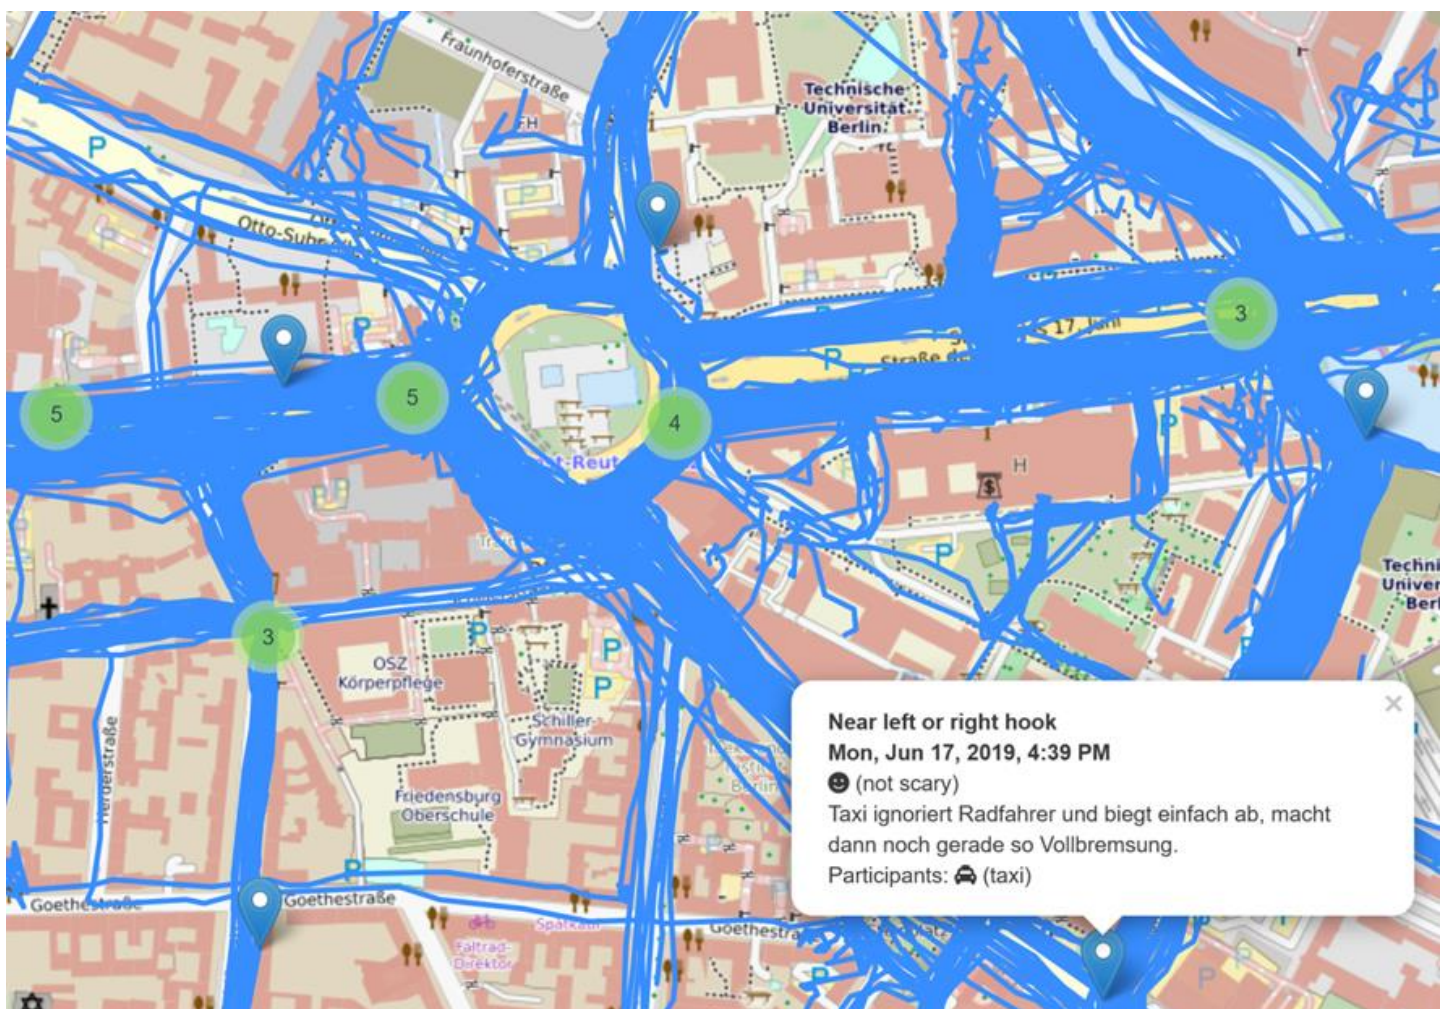 Fraunhoferstraße
FH
Technische
Universität
Berlin
P
P
Otto-Suhr
P
P
3
S 17. Juni
P
Straße de
5
5
4
P
H
$
P
Techni
Univer
Berl
3
P
P
P
P
OSZ
Körperpflege
Schiller-
Gymnasium
Herderstraße
Friedensburg
Oberschule
Near left or right hook
Mon, Jun 17, 2019, 4:39 PM
(not scary)
Taxi ignoriert Radfahrer und biegt einfach ab, macht
dann noch gerade so Vollbremsung.
Participants: (taxi)
×
P
Goethestraße
Goethestraße
Faltrad-
Direktor
Goethestra
P
P
P